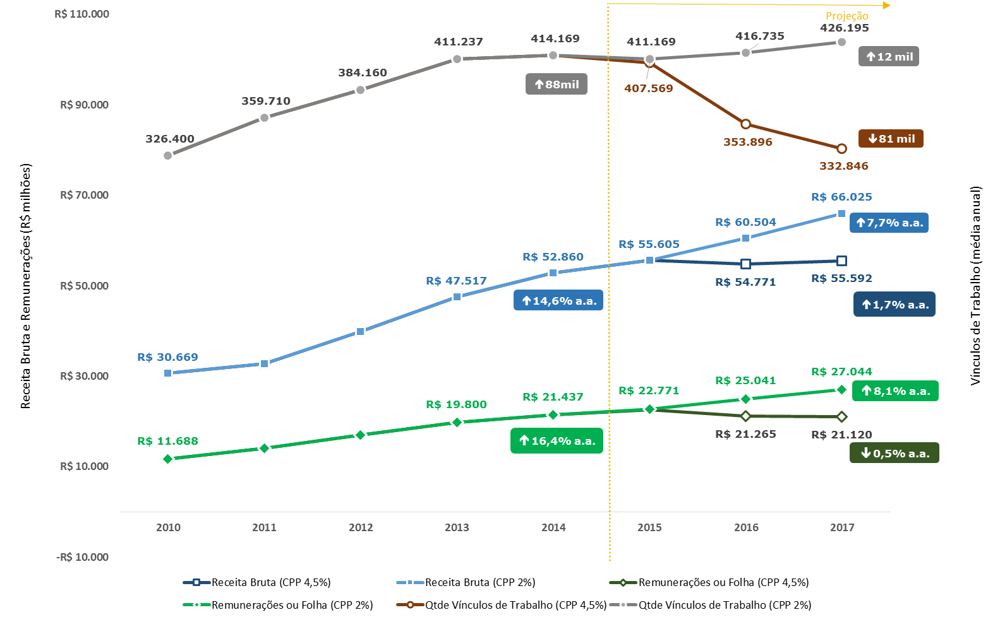 R$ 110.000
R$ 90.000
R$ 70.000
R$ 50.000
R$ 30.000
R$ 10.000
-R$ 10.000
Receita Bruta e Remunerações (R$ milhões)
Vínculos de Trabalho (média anual)
Projeção
326.400
359.710
384.160
411.237
414.169
411.169
416.735
426.195
↑12 mil
↑88mil
407.569
353.896
332.846
↓81 mil
R$ 30.669
R$ 47.517
R$ 52.860
R$ 55.605
R$ 60.504
R$ 66.025
↑7,7% a.a.
↑14,6% a.a.
R$ 54.771
R$ 55.592
↑1,7% a.a.
R$ 11.688
R$ 19.800
R$ 21.437
R$ 22.771
R$ 25.041
R$ 27.044
↑8,1% a.a.
↑ 16,4% a.a.
R$ 21.265
R$ 21.120
↓0,5% a.a.
2010
2011
2012
2013
2014
2015
2016
2017
Receita Bruta (CPP 4,5%)
Receita Bruta (CPP 2%)
Remunerações ou Folha (CPP 4,5%)
Remunerações ou Folha (CPP 2%)
Qtde Vínculos de Trabalho (CPP 4,5%)
Qtde Vínculos de Trabalho (CPP 2%)